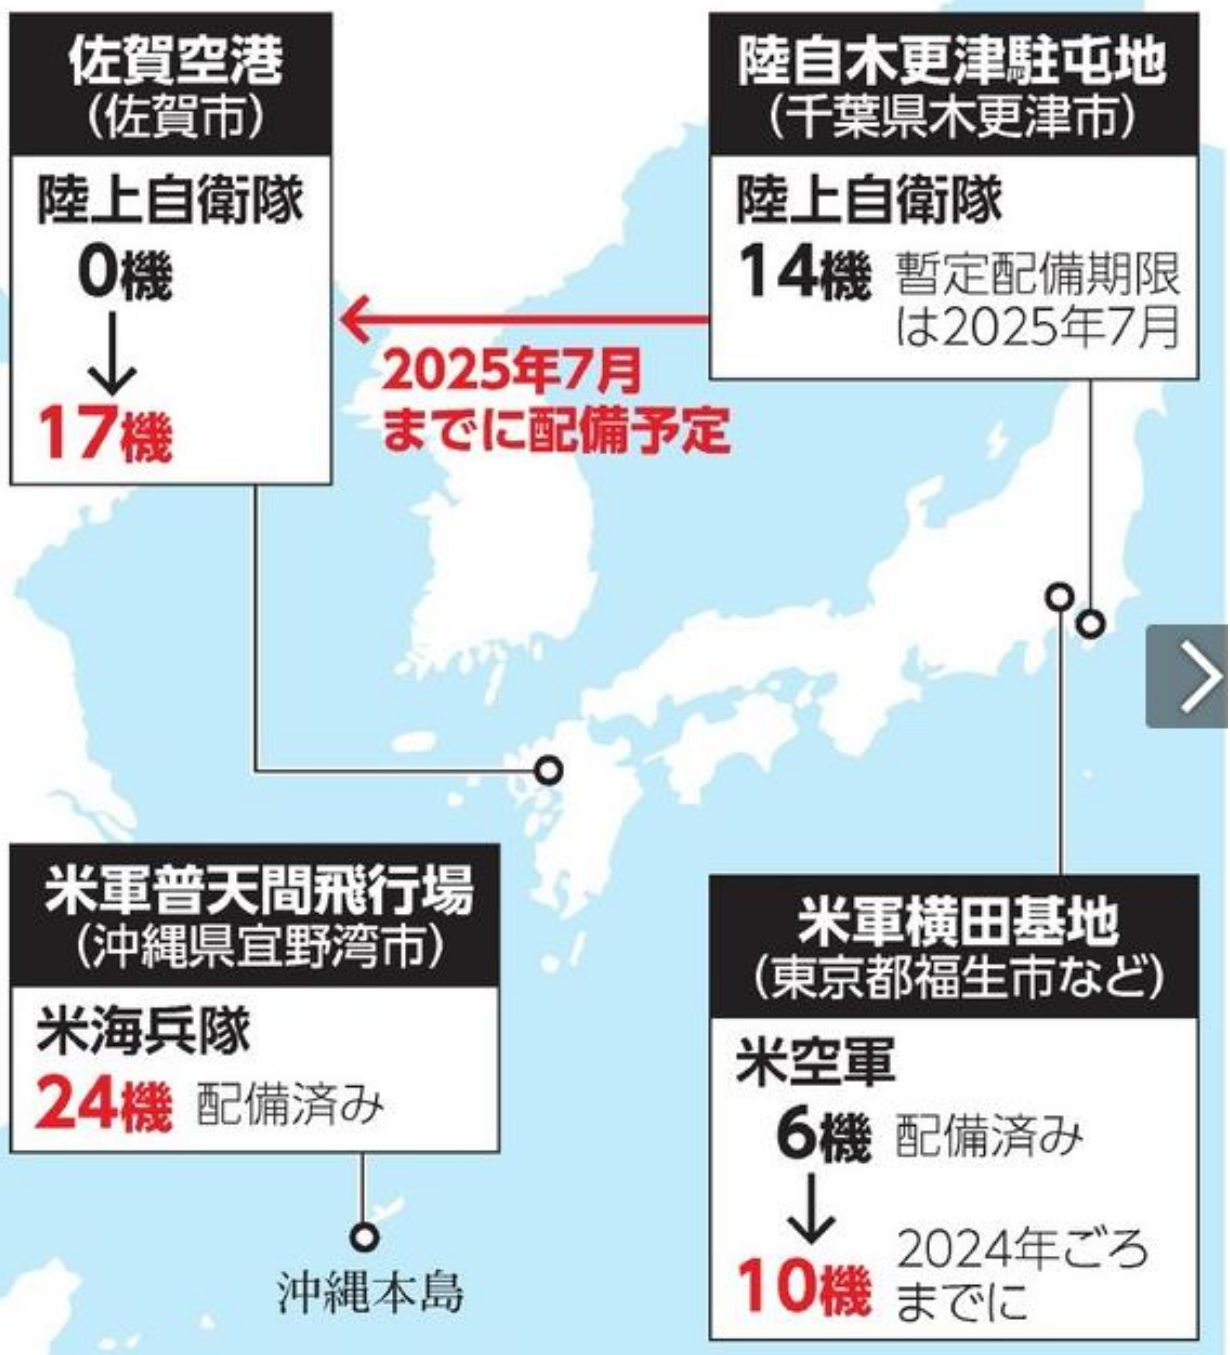 佐賀空港
（佐賀市）
陸上自衛隊
0機
17機
陸自木更津駐屯地
（千葉県木更津市）
陸上自衛隊
14機 暫定配備期限
は2025年7月
2025年7月
までに配備予定
米軍普天間飛行場
（沖縄県宜野湾市）
米海兵隊
24機 配備済み
沖縄本島
米軍横田基地
（東京都福生市など）
米空軍
6機 配備済み
10機 2024年ごろ
までに